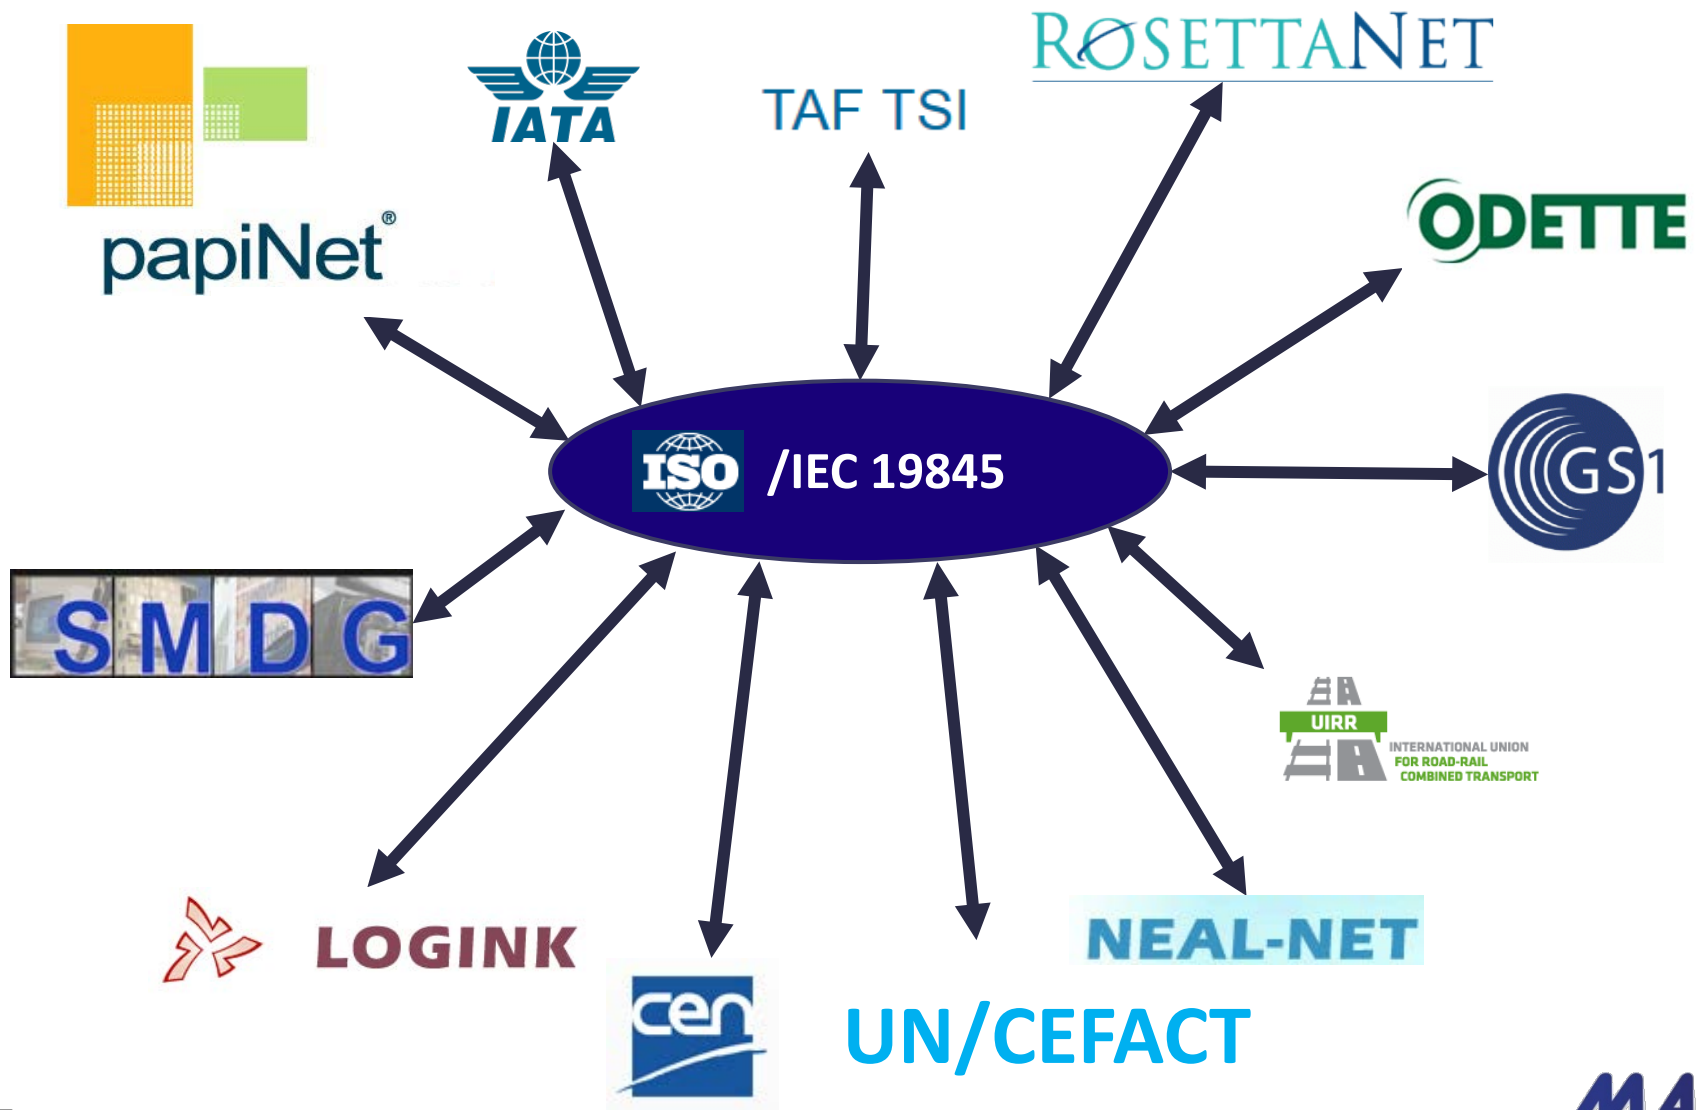 ROSETTANET
IATA
TAF TSI
papiNet®
ODETTE
ISO /IEC 19845
GS1
SMDG
UIRR
INTERNATIONAL UNION
FOR ROAD-RAIL
COMBINED TRANSPORT
LOGINK
NEAL-NET
cen
UN/CEFACT